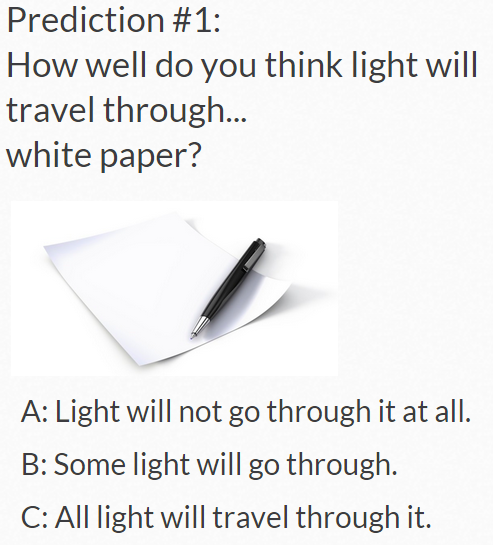 Prediction #1:
How well do you think light will
travel through...
white paper?
A: Light will not go through it at all.
B: Some light will go through.
C: All light will travel through it.